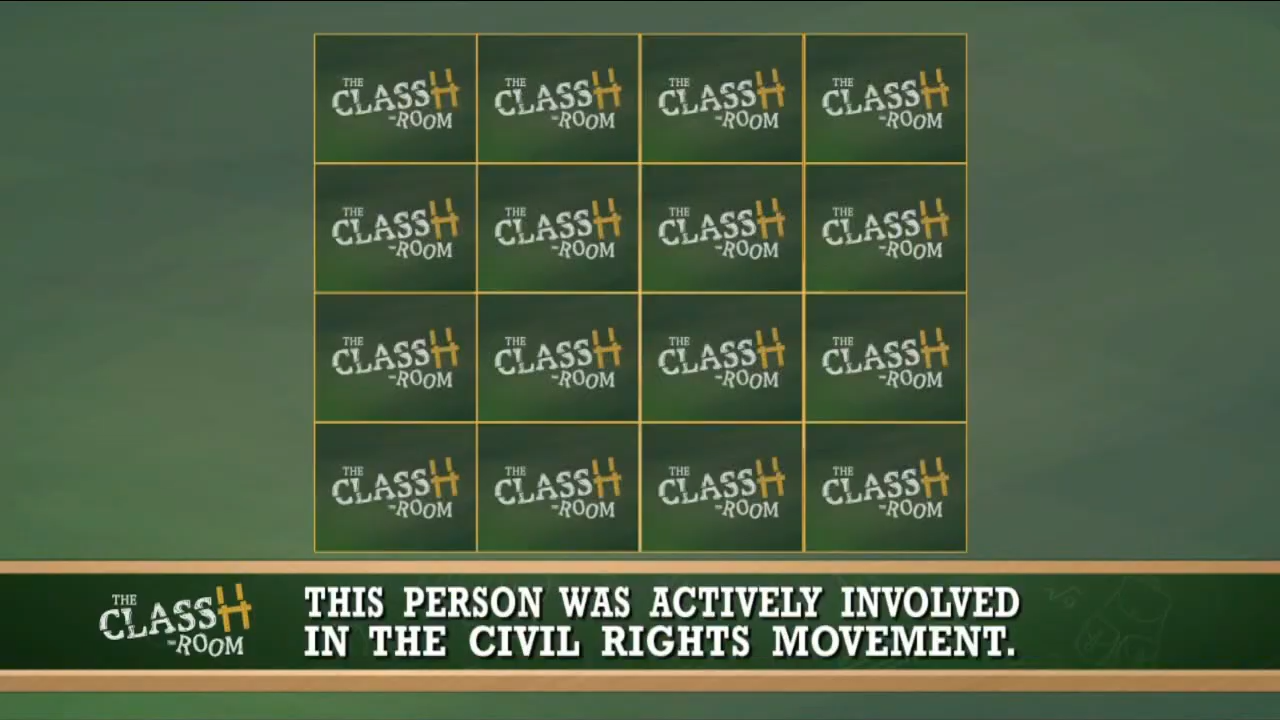 THE THE THE THE
CLASSH CLASSH CLASSH CLASSH
-ROOM -ROOM -ROOM -ROOM
THE THE THE THE
CLASSH CLASSH CLASSH CLASSH
-ROOM -ROOM -ROOM -ROOM
THE THE THE THE
CLASSH CLASSH CLASSH CLASSH
-ROOM -ROOM -ROOM -ROOM
THE THE THE THE
CLASSH CLASSH CLASSH CLASSH
-ROOM -ROOM -ROOM -ROOM
THE
CLASSH
-ROOM
THIS PERSON WAS ACTIVELY INVOLVED
IN THE CIVIL RIGHTS MOVEMENT.